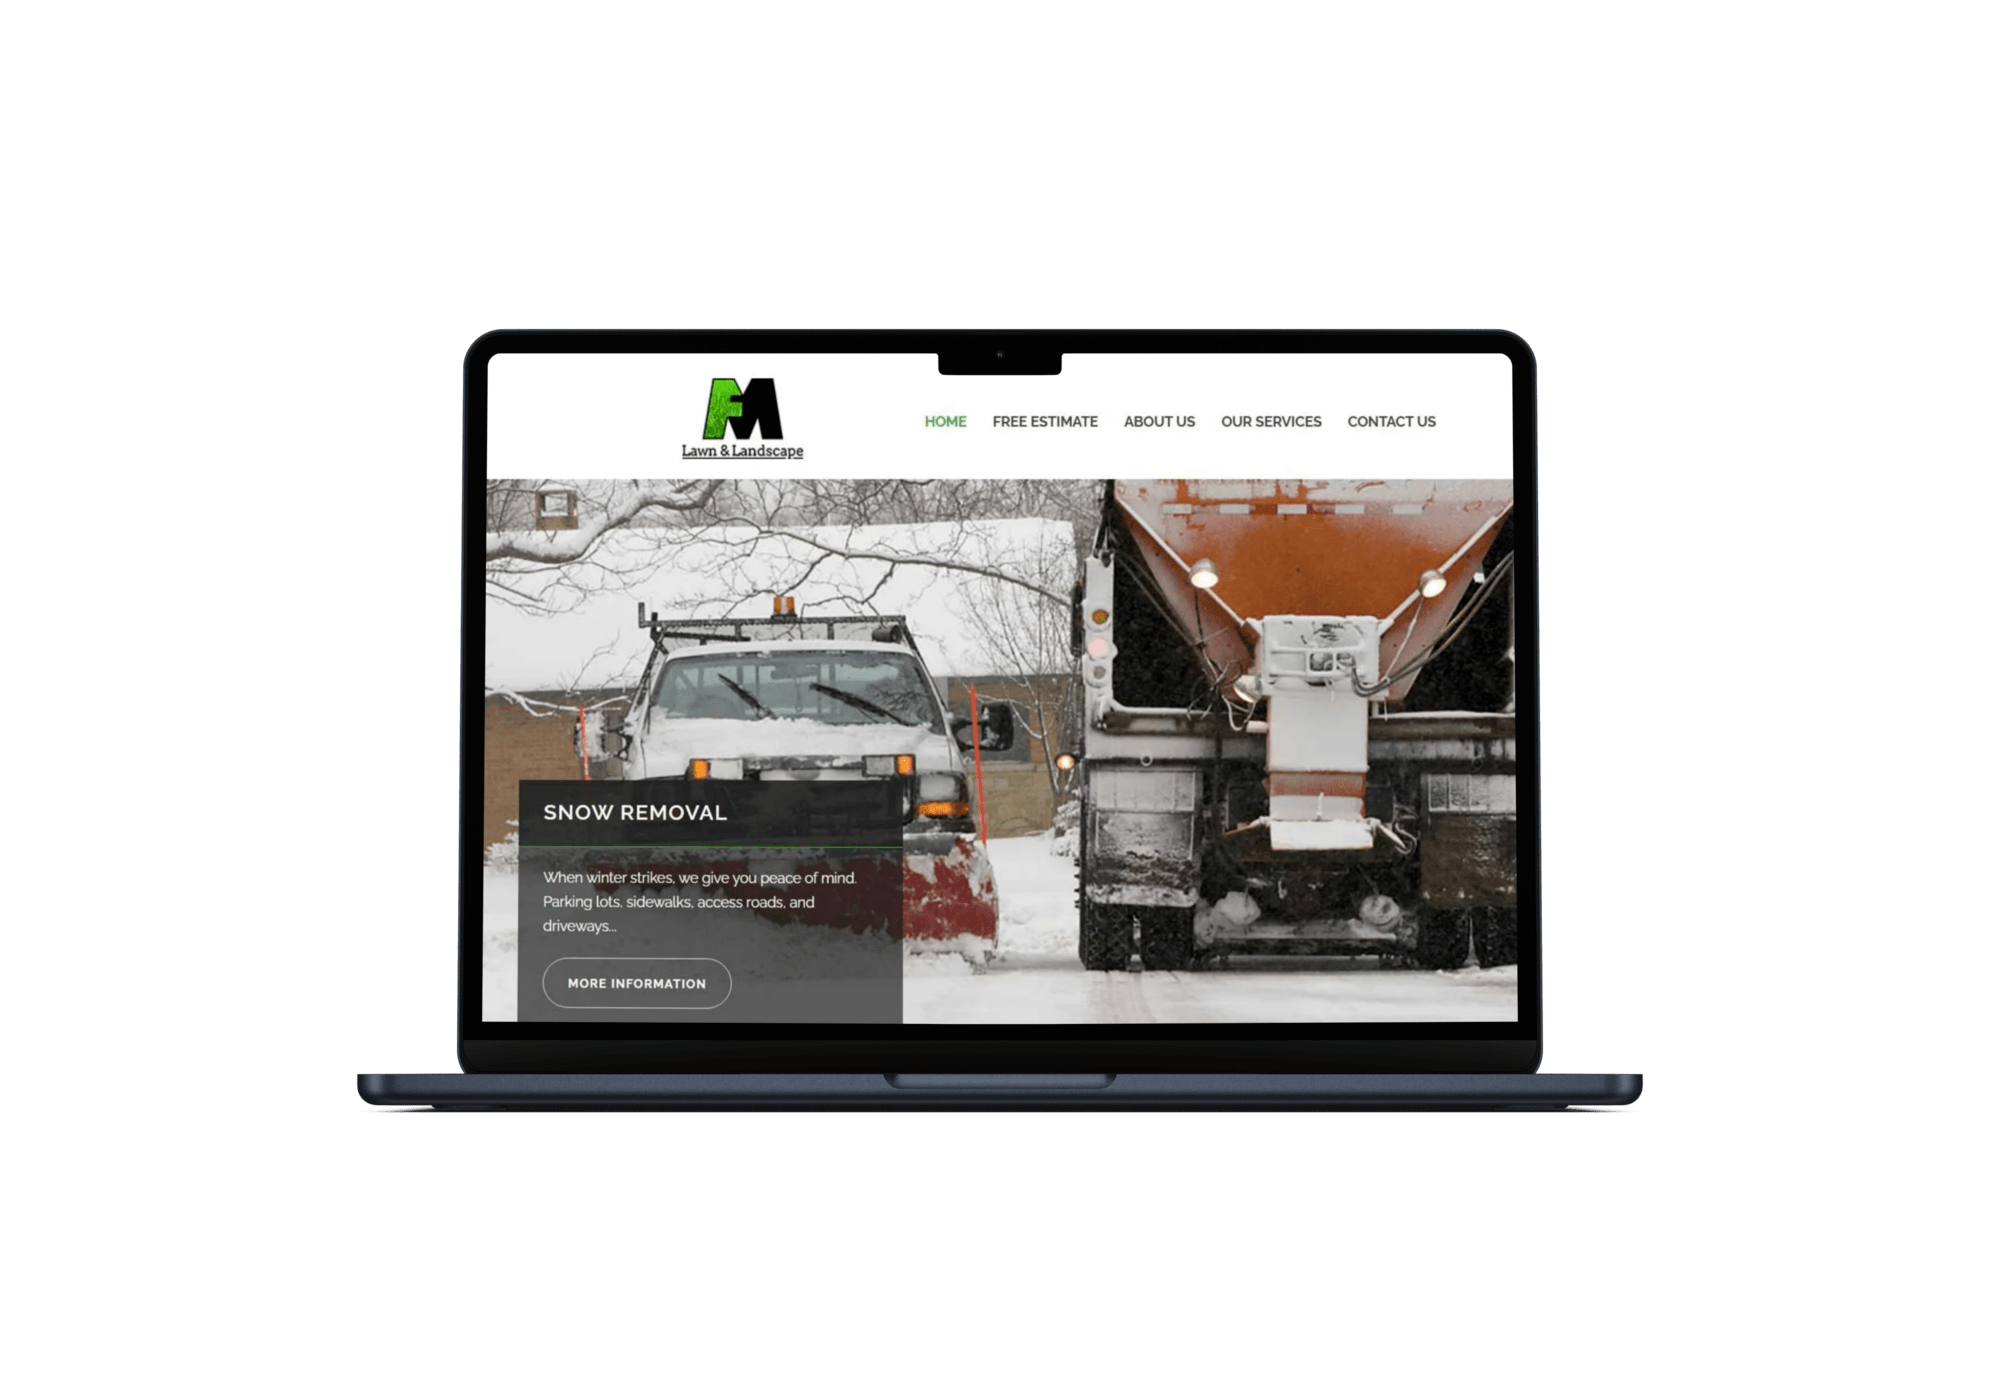 FM
Lawn & Landscape
HOME FREE ESTIMATE ABOUT US OUR SERVICES CONTACT US
SNOW REMOVAL
When winter strikes, we give you peace of mind.
Parking lots, sidewalks, access roads, and
driveways...
MORE INFORMATION